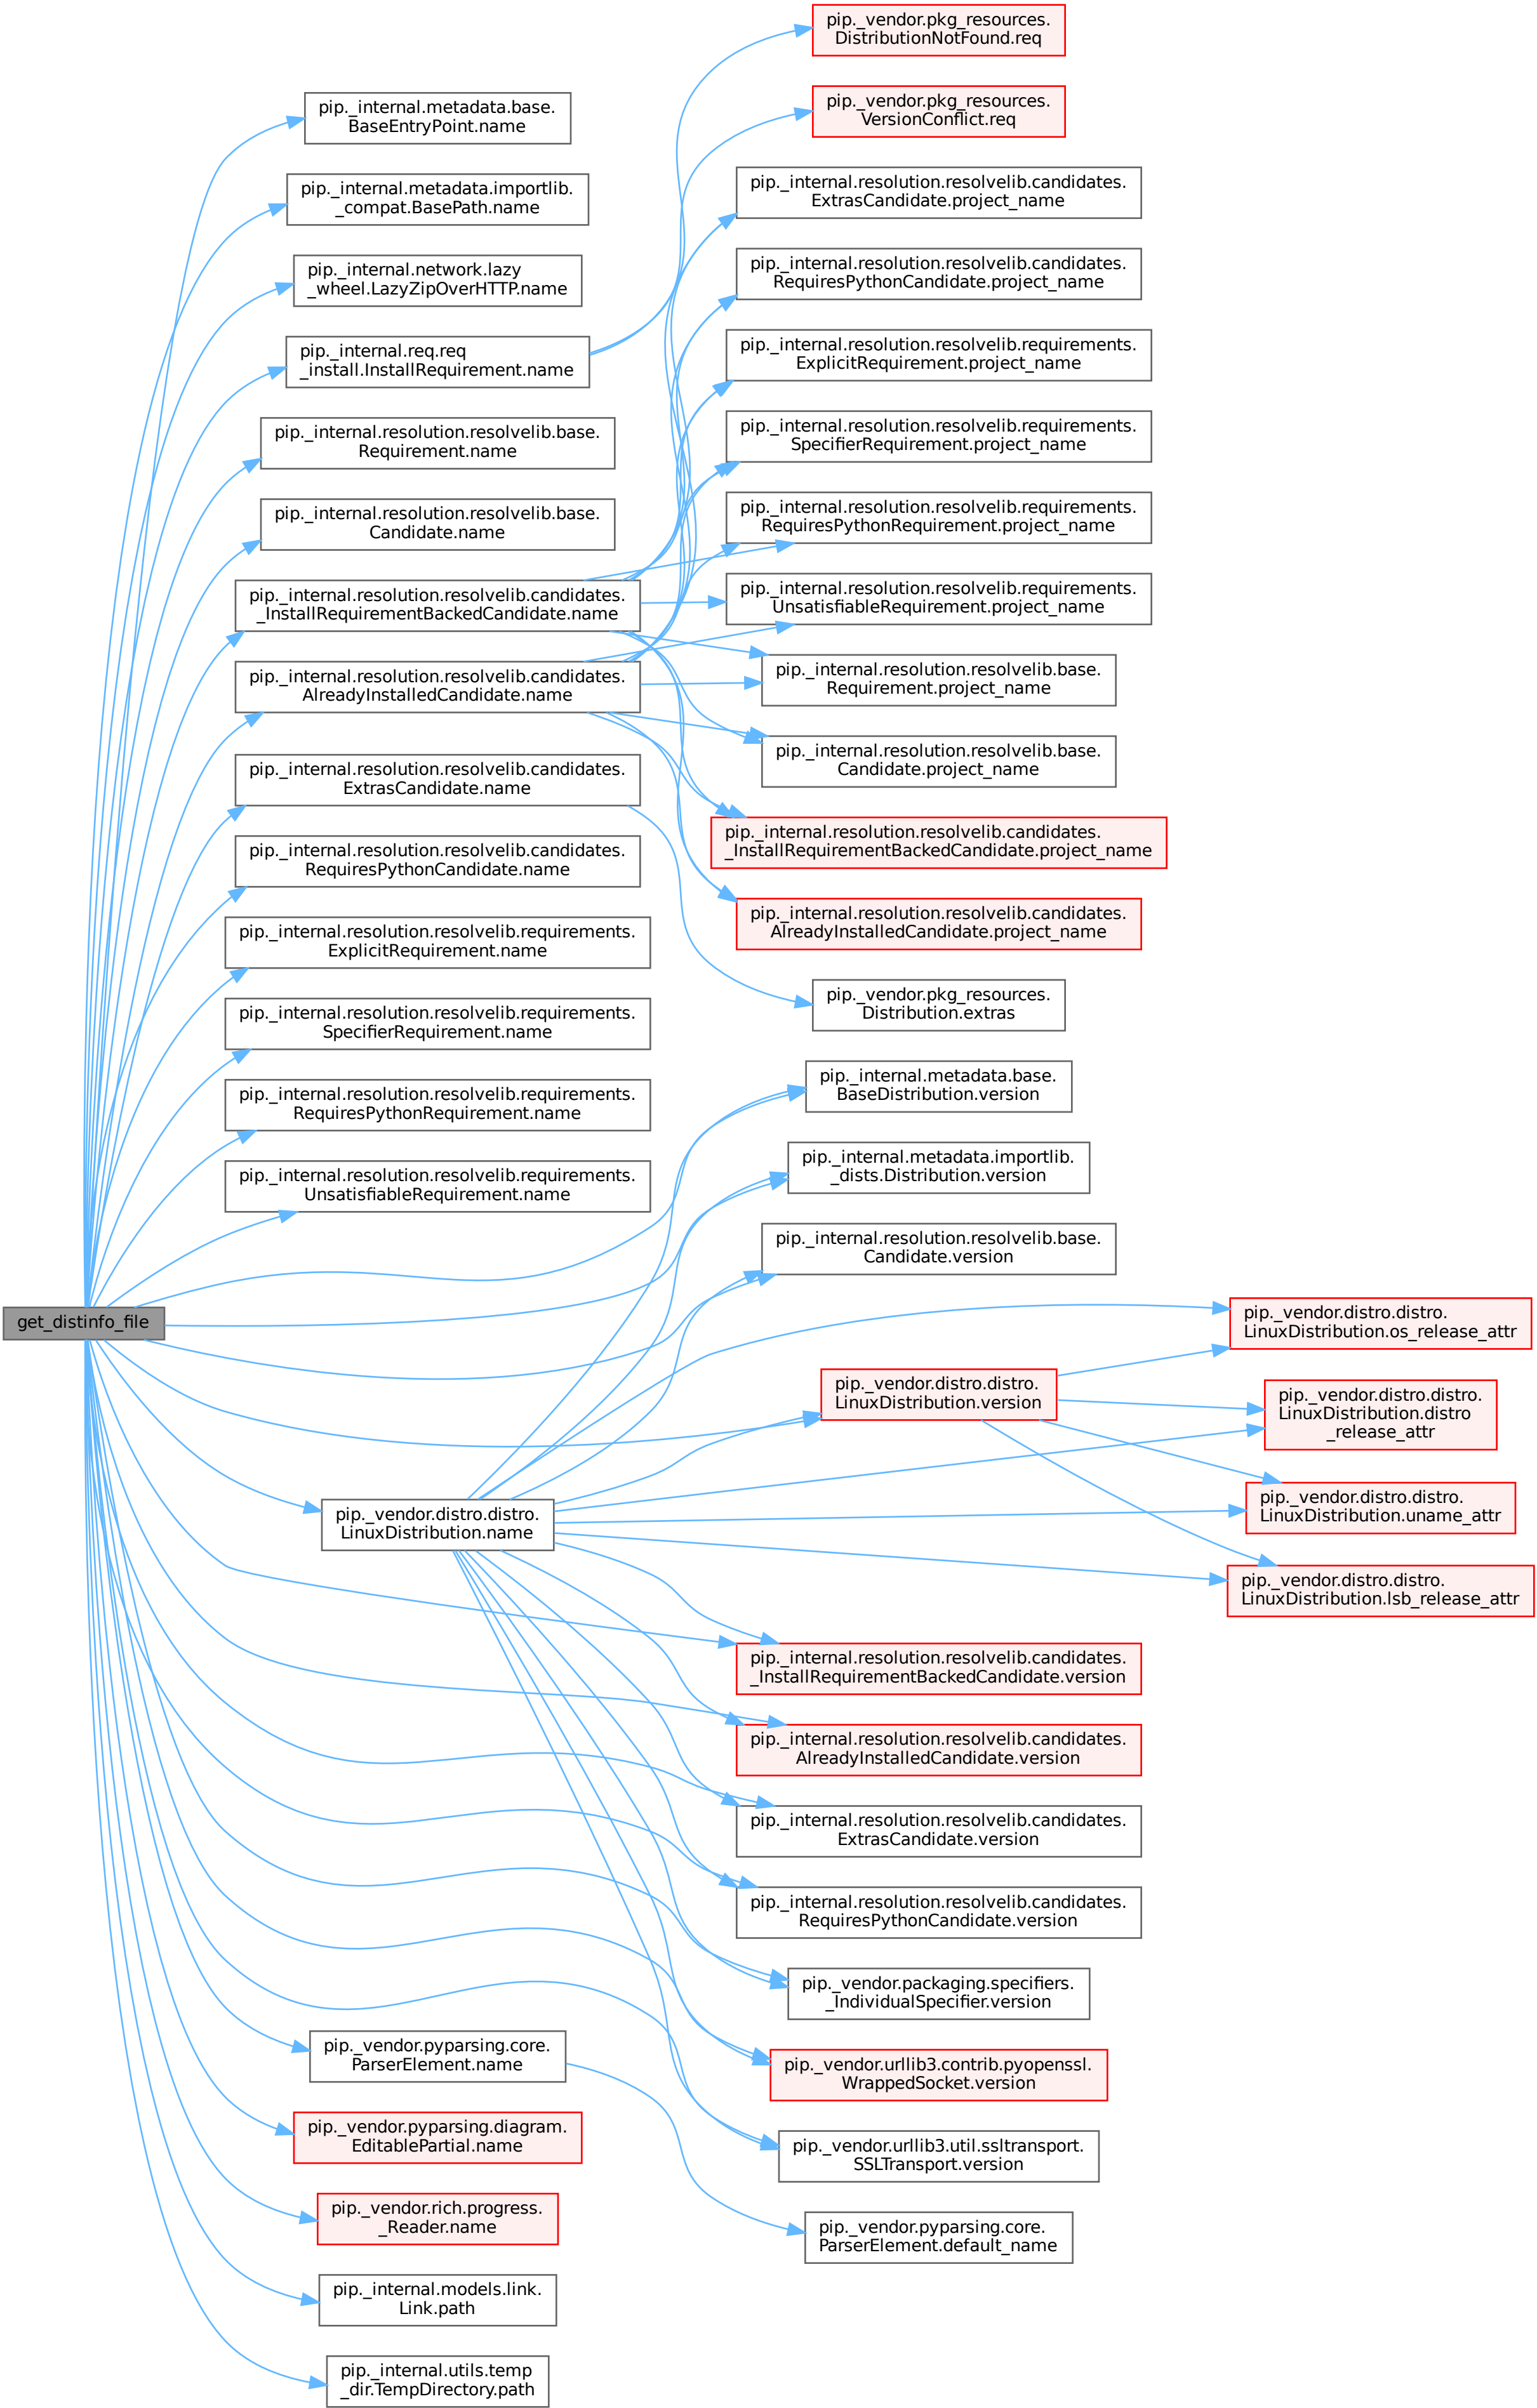 get_distinfo_file
pip._internal.metadata.base.
BaseEntryPoint.name
pip._internal.metadata.importlib.
_compat.BasePath.name
pip._internal.network.lazy
_wheel.LazyZipOverHTTP.name
pip._internal.req.req
_install.InstallRequirement.name
pip._internal.resolution.resolvelib.base.
Requirement.name
pip._internal.resolution.resolvelib.base.
Candidate.name
pip._internal.resolution.resolvelib.candidates.
_InstallRequirementBackedCandidate.name
pip._internal.resolution.resolvelib.candidates.
AlreadyInstalledCandidate.name
pip._internal.resolution.resolvelib.candidates.
ExtrasCandidate.name
pip._internal.resolution.resolvelib.candidates.
RequiresPythonCandidate.name
pip._internal.resolution.resolvelib.requirements.
ExplicitRequirement.name
pip._internal.resolution.resolvelib.requirements.
SpecifierRequirement.name
pip._internal.resolution.resolvelib.requirements.
RequiresPythonRequirement.name
pip._internal.resolution.resolvelib.requirements.
UnsatisfiableRequirement.name
pip._vendor.distro.distro.
LinuxDistribution.name
pip._vendor.pyparsing.core.
ParserElement.name
pip._vendor.pyparsing.diagram.
EditablePartial.name
pip._vendor.rich.progress.
_Reader.name
pip._internal.models.link.
Link.path
pip._internal.utils.temp
_dir.TempDirectory.path
pip._vendor.pkg_resources.
DistributionNotFound.req
pip._vendor.pkg_resources.
VersionConflict.req
pip._internal.resolution.resolvelib.candidates.
ExtrasCandidate.project_name
pip._internal.resolution.resolvelib.candidates.
RequiresPythonCandidate.project_name
pip._internal.resolution.resolvelib.requirements.
ExplicitRequirement.project_name
pip._internal.resolution.resolvelib.requirements.
SpecifierRequirement.project_name
pip._internal.resolution.resolvelib.requirements.
RequiresPythonRequirement.project_name
pip._internal.resolution.resolvelib.requirements.
UnsatisfiableRequirement.project_name
pip._internal.resolution.resolvelib.base.
Requirement.project_name
pip._internal.resolution.resolvelib.base.
Candidate.project_name
pip._internal.resolution.resolvelib.candidates.
_InstallRequirementBackedCandidate.project_name
pip._internal.resolution.resolvelib.candidates.
AlreadyInstalledCandidate.project_name
pip._vendor.pkg_resources.
Distribution.extras
pip._internal.metadata.base.
BaseDistribution.version
pip._internal.metadata.importlib.
_dists.Distribution.version
pip._internal.resolution.resolvelib.base.
Candidate.version
pip._vendor.distro.distro.
LinuxDistribution.version
pip._internal.resolution.resolvelib.candidates.
_InstallRequirementBackedCandidate.version
pip._internal.resolution.resolvelib.candidates.
AlreadyInstalledCandidate.version
pip._internal.resolution.resolvelib.candidates.
ExtrasCandidate.version
pip._internal.resolution.resolvelib.candidates.
RequiresPythonCandidate.version
pip._vendor.packaging.specifiers.
_IndividualSpecifier.version
pip._vendor.urllib3.contrib.pyopenssl.
WrappedSocket.version
pip._vendor.urllib3.util.ssltransport.
SSLTransport.version
pip._vendor.pyparsing.core.
ParserElement.default_name
pip._vendor.distro.distro.
LinuxDistribution.os_release_attr
pip._vendor.distro.distro.
LinuxDistribution.distro
_release_attr
pip._vendor.distro.distro.
LinuxDistribution.uname_attr
pip._vendor.distro.distro.
LinuxDistribution.lsb_release_attr